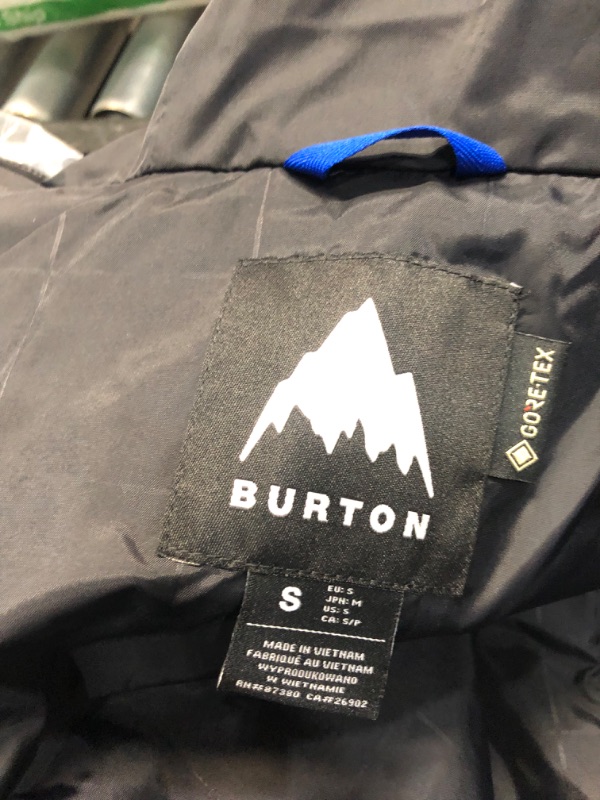 Ship
GORE-TEX
BURTON
S
EU: S
JPN: M
US: S
CA: S/P
MADE IN VIETNAM
FABRIQUÉ AU VIETNAM
WYPRODUKOWANO
W WIETNAMIE
RN#87380 CA#26902